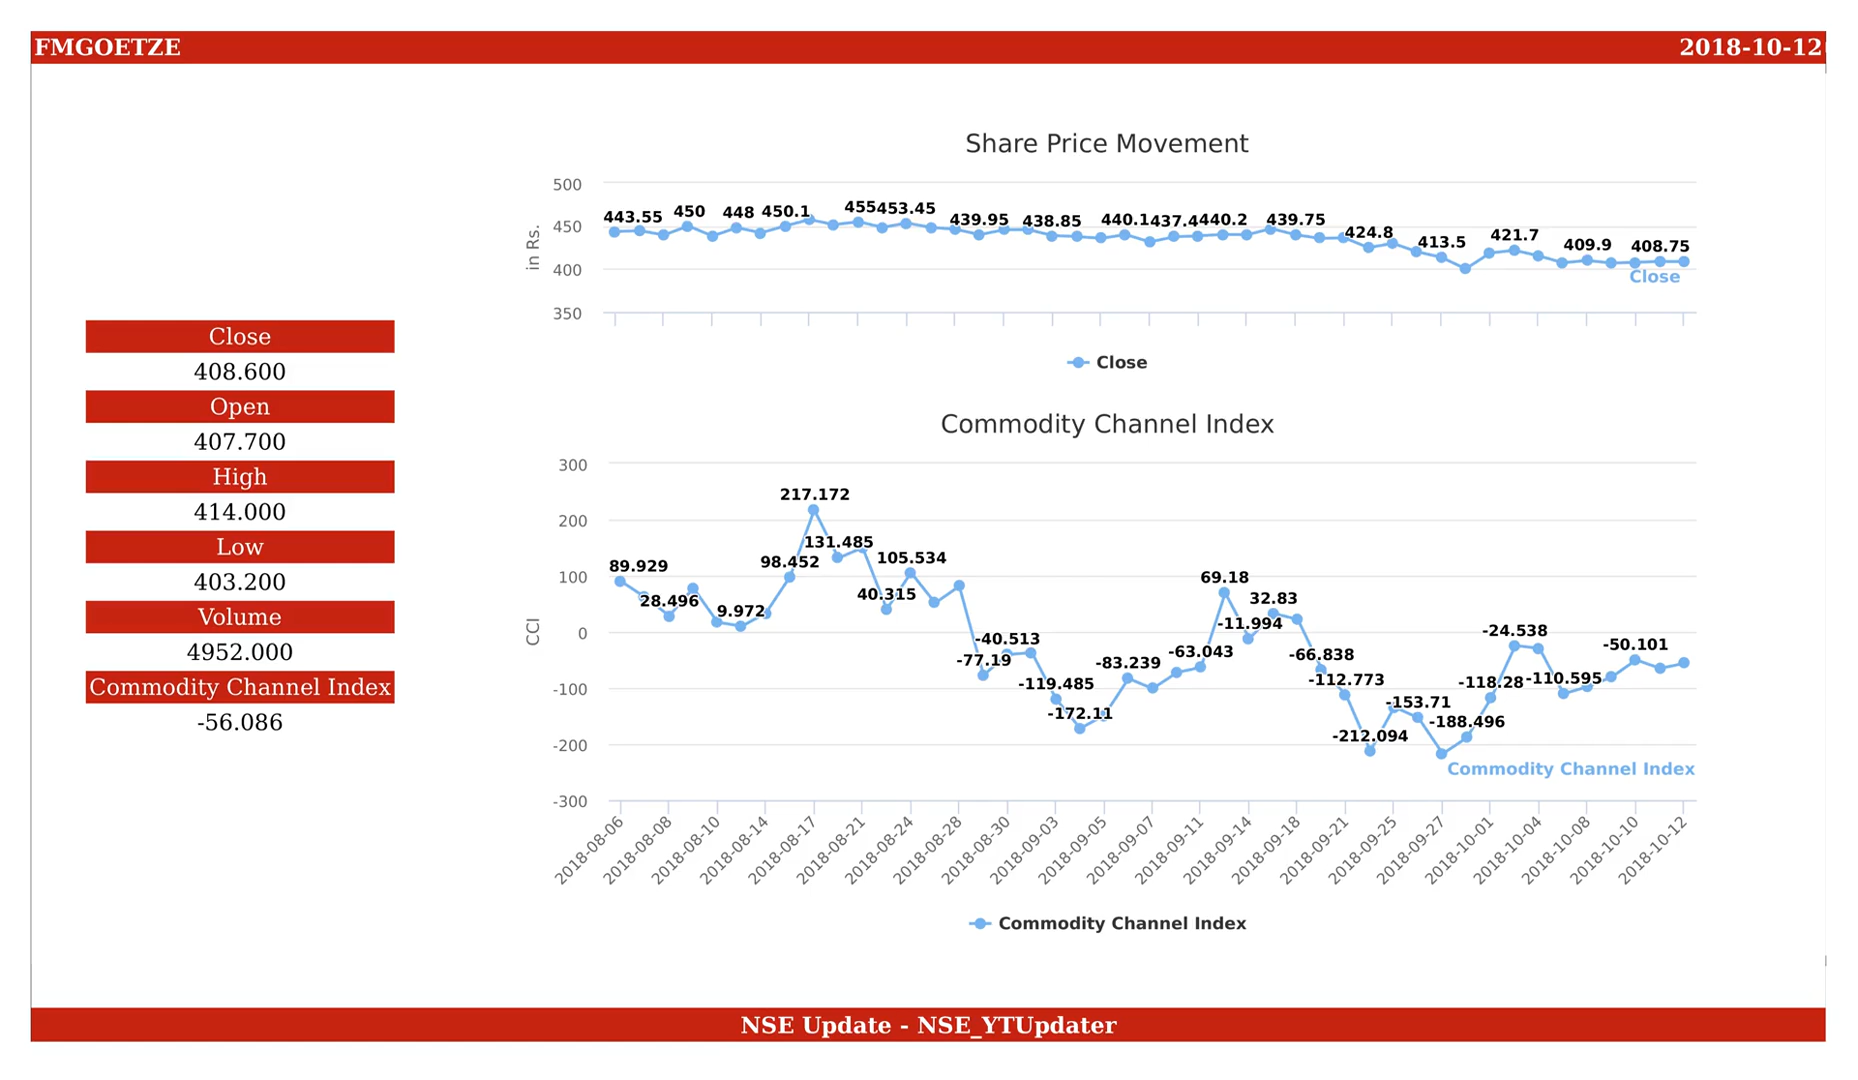 FMGOETZE 2018-10-12
Close
408.600
Open
407.700
High
414.000
Low
403.200
Volume
4952.000
Commodity Channel Index
-56.086
Share Price Movement
in Rs.
500
450
400
350
443.55 450 448 450.1 455 453.45 439.95 438.85 440.1 437.4 440.2 439.75 424.8 413.5 421.7 409.9 408.75
Close
Close
Commodity Channel Index
CCI
300
200
100
0
-100
-200
-300
89.929 28.496 9.972 98.452 217.172 131.485 40.315 105.534 -77.19 -40.513 -119.485 -172.11 -83.239 -63.043 69.18 -11.994 32.83 -66.838 -112.773 -212.094 -153.71 -188.496 -118.28 -24.538 -110.595 -50.101
Commodity Channel Index
2018-08-06 2018-08-08 2018-08-10 2018-08-14 2018-08-17 2018-08-21 2018-08-24 2018-08-28 2018-08-30 2018-09-03 2018-09-05 2018-09-07 2018-09-11 2018-09-14 2018-09-18 2018-09-21 2018-09-25 2018-09-27 2018-10-01 2018-10-04 2018-10-08 2018-10-10 2018-10-12
Commodity Channel Index
NSE Update - NSE_YTUpdater